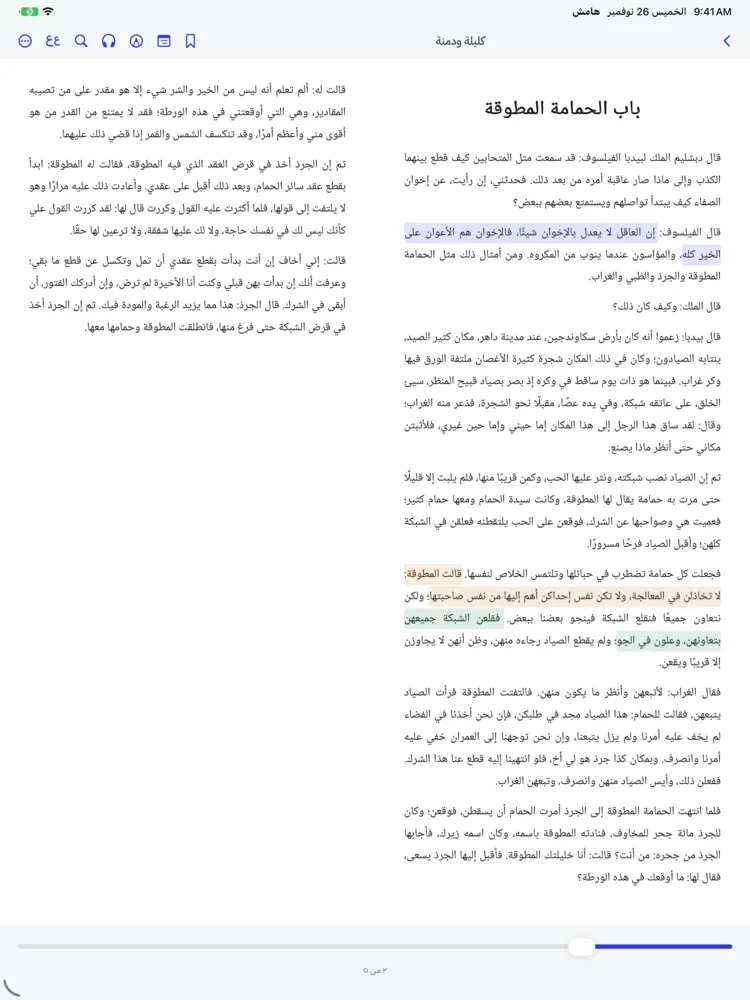 9:41 AM الخميس 26 نوفمبر هامش
كليلة ودمنة
عع
باب الحمامة المطوقة
قال دبشليم الملك لبيدبا الفيلسوف: قد سمعت مثل المتحابين كيف قطع بينهما
الكذب وإلى ماذا صار عاقبة أمره من بعد ذلك. فحدثني، إن رأيت، عن إخوان
الصفاء كيف يبتدأ تواصلهم ويستمتع بعضهم ببعض؟
قال الفيلسوف: إن العاقل لا يعدل بالإخوان شيئًا، فالإخوان هم الأعوان على
الخير كله، والمؤاسون عندما ينوب من المكروه. ومن أمثال ذلك مثل الحمامة
المطوقة والجرذ والظبي والغراب.
قال الملك: وكيف كان ذلك؟
قال بيدبا: زعموا أنه كان بأرض سكاوندجين، عند مدينة داهر، مكان كثير الصيد،
ينتابه الصيادون؛ وكان في ذلك المكان شجرة كثيرة الأغصان ملتفة الورق فيها
وكر غراب. فبينما هو ذات يوم ساقط في وكره إذ بصر بصياد قبيح المنظر، سيئ
الخلق، على عاتقه شبكة، وفي يده عصًا، مقبلًا نحو الشجرة، فذعر منه الغراب؛
وقال: لقد ساق هذا الرجل إلى هذا المكان إما حيني وإما حين غيري، فلأثبتن
مكاني حتى أنظر ماذا يصنع.
ثم إن الصياد نصب شبكته، ونثر عليها الحب، وكمن قريبًا منها، فلم يلبث إلا قليلًا
حتى مرت به حمامة يقال لها المطوقة، وكانت سيدة الحمام ومعها حمام كثير؛
فعميت هي وصواحبها عن الشرك، فوقعن على الحب يلتقطنه فعلقن في الشبكة
كلهن؛ وأقبل الصياد فرحًا مسرورًا.
فجعلت كل حمامة تضطرب في حبائلها وتلتمس الخلاص لنفسها. قالت المطوقة:
لا تخاذلن في المعالجة، ولا تكن نفس إحداكن أهم إليها من نفس صاحبتها؛ ولكن
نتعاون جميعًا فنقلع الشبكة فينجو بعضنا ببعض. فقلعن الشبكة جميعهن
بتعاونهن، وعلون في الجو؛ ولم يقطع الصياد رجاءه منهن، وظن أنهن لا يجاوزن
إلا قريبًا ويقعن.
فقال الغراب: لأتبعهن وأنظر ما يكون منهن. فالتفتت المطوقة فرأت الصياد
يتبعهن، فقالت للحمام: هذا الصياد مجد في طلبكن، فإن نحن أخذنا في الفضاء
لم يخف عليه أمرنا ولم يزل يتبعنا، وإن نحن توجهنا إلى العمران خفي عليه
أمرنا وانصرف. وبمكان كذا جرذ هو لي أخ، فلو انتهينا إليه قطع عنا هذا الشرك.
ففعلن ذلك، وأيس الصياد منهن وانصرف، وتبعهن الغراب.
فلما انتهت الحمامة المطوقة إلى الجرذ أمرت الحمام أن يسقطن، فوقعن؛ وكان
للجرذ مائة جحر للمخاوف، فنادته المطوقة باسمه، وكان اسمه زيرك، فأجابها
الجرذ من جحره: من أنت؟ قالت: أنا خليلتك المطوقة. فأقبل إليها الجرذ يسعى،
فقال لها: ما أوقعك في هذه الورطة؟
قالت له: ألم تعلم أنه ليس من الخير والشر شيء إلا هو مقدر على من تصيبه
المقادير، وهي التي أوقعتني في هذه الورطة؛ فقد لا يمتنع من القدر من هو
أقوى مني وأعظم أمرًا، وقد تنكسف الشمس والقمر إذا قضي ذلك عليهما.
ثم إن الجرذ أخذ في قرض العقد الذي فيه المطوقة، فقالت له المطوقة: ابدأ
بقطع عقد سائر الحمام، وبعد ذلك أقبل على عقدي. وأعادت ذلك عليه مرارًا وهو
لا يلتفت إلى قولها، فلما أكثرت عليه القول وكررت قال لها: لقد كررت القول علي
كأنك ليس لك في نفسك حاجة، ولا لك عليها شفقة، ولا ترعين لها حقًا.
قالت: إني أخاف إن أنت بدأت بقطع عقدي أن تمل وتكسل عن قطع ما بقي؛
وعرفت أنك إن بدأت بهن قبلي وكنت أنا الأخيرة لم ترض، وإن أدركك الفتور، أن
أبقى في الشرك. قال الجرذ: هذا مما يزيد الرغبة والمودة فيك. ثم إن الجرذ أخذ
في قرض الشبكة حتى فرغ منها، فانطلقت المطوقة وحمامها معها.
٢ من ٥